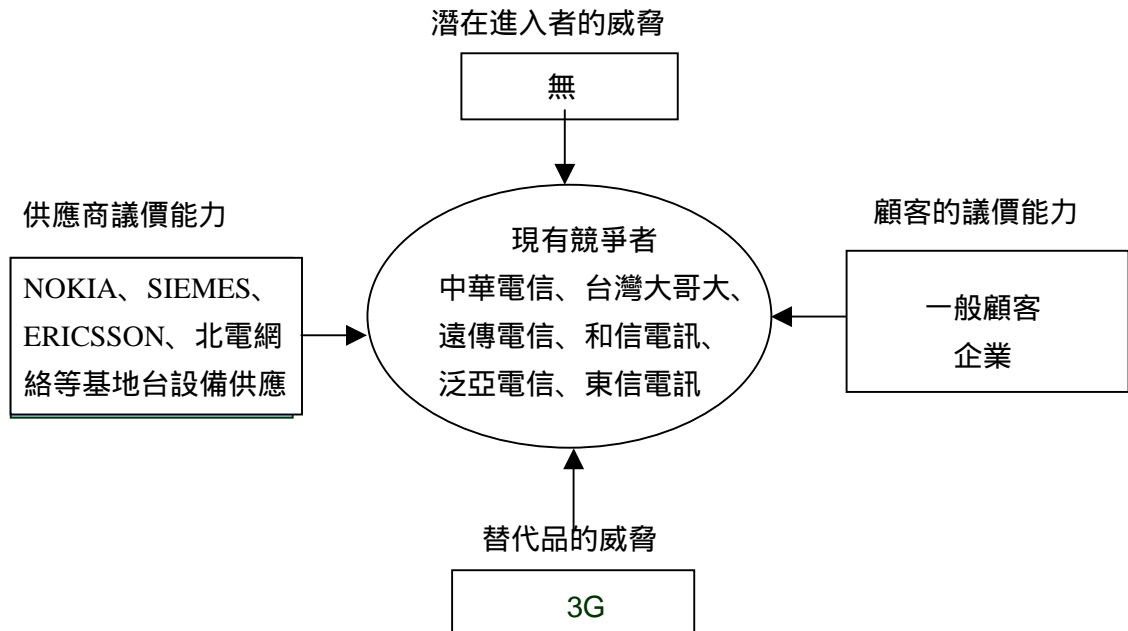 潛在進入者的威脅
無
供應商議價能力
NOKIA、SIEMES、
ERICSSON、北電網
絡等基地台設備供應
現有競爭者
中華電信、台灣大哥大、
遠傳電信、和信電訊、
泛亞電信、東信電訊
顧客的議價能力
一般顧客
企業
替代品的威脅
3G